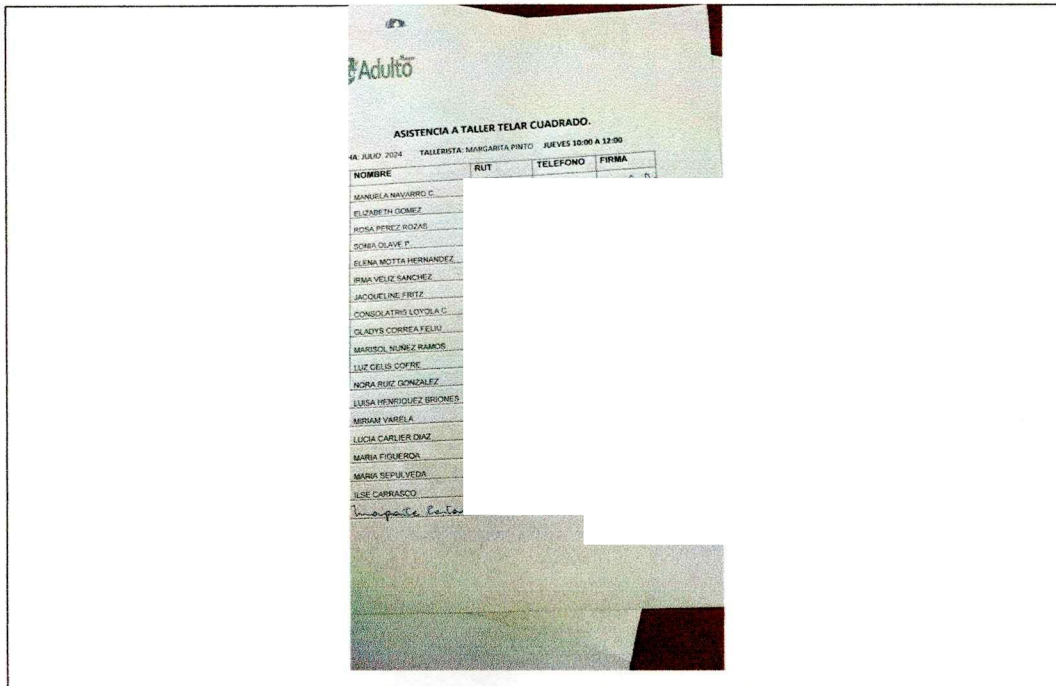 Adulto
ASISTENCIA A TALLER TELAR CUADRADO.
HA: JULIO 2024 TALLERISTA: MARGARITA PINTO JUEVES 10:00 A 12:00
NOMBRE RUT TELEFONO FIRMA
MANUELA NAVARRO C.
ELIZABETH GOMEZ
ROSA PEREZ ROZAS
SONIA OLAVE P.
ELENA MOTTA HERNANDEZ
IRMA VELIZ SANCHEZ
JACQUELINE FRITZ
CONSOLATRIS LOYOLA C
GLADYS CORREA FELIU
MARISOL NUÑEZ RAMOS
LUZ CELIS COFRE
NORA RUIZ GONZALEZ
LUISA HENRIQUEZ BRIONES
MIRIAM VARELA
LUCIA CARLIER DIAZ
MARIA FIGUEROA
MARIA SEPULVEDA
ILSE CARRASCO